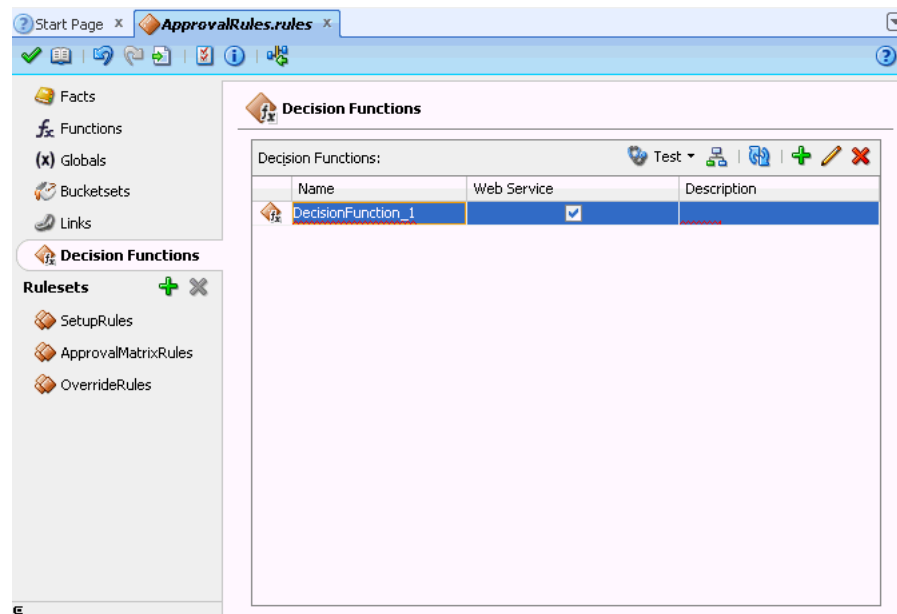 Start Page x ApprovalRules.rules x
Facts
fx Functions
(x) Globals
Bucketsets
Links
Decision Functions
Rulesets
SetupRules
ApprovalMatrixRules
OverrideRules
Decision Functions
Decision Functions: Test
Name Web Service Description
DecisionFunction_1